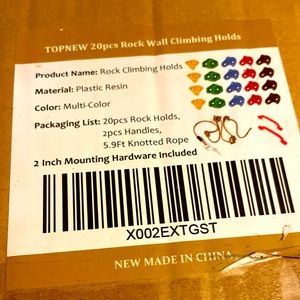 TOPNEW 20pcs Rock Wall Climbing Holds
Product Name: Rock Climbing Holds
Material: Plastic Resin
Color: Multi-Color
Packaging List: 20pcs Rock Holds,
2pcs Handles,
5.9Ft Knotted Rope
2 Inch Mounting Hardware Included
X002EXTGST
NEW MADE IN CHINA